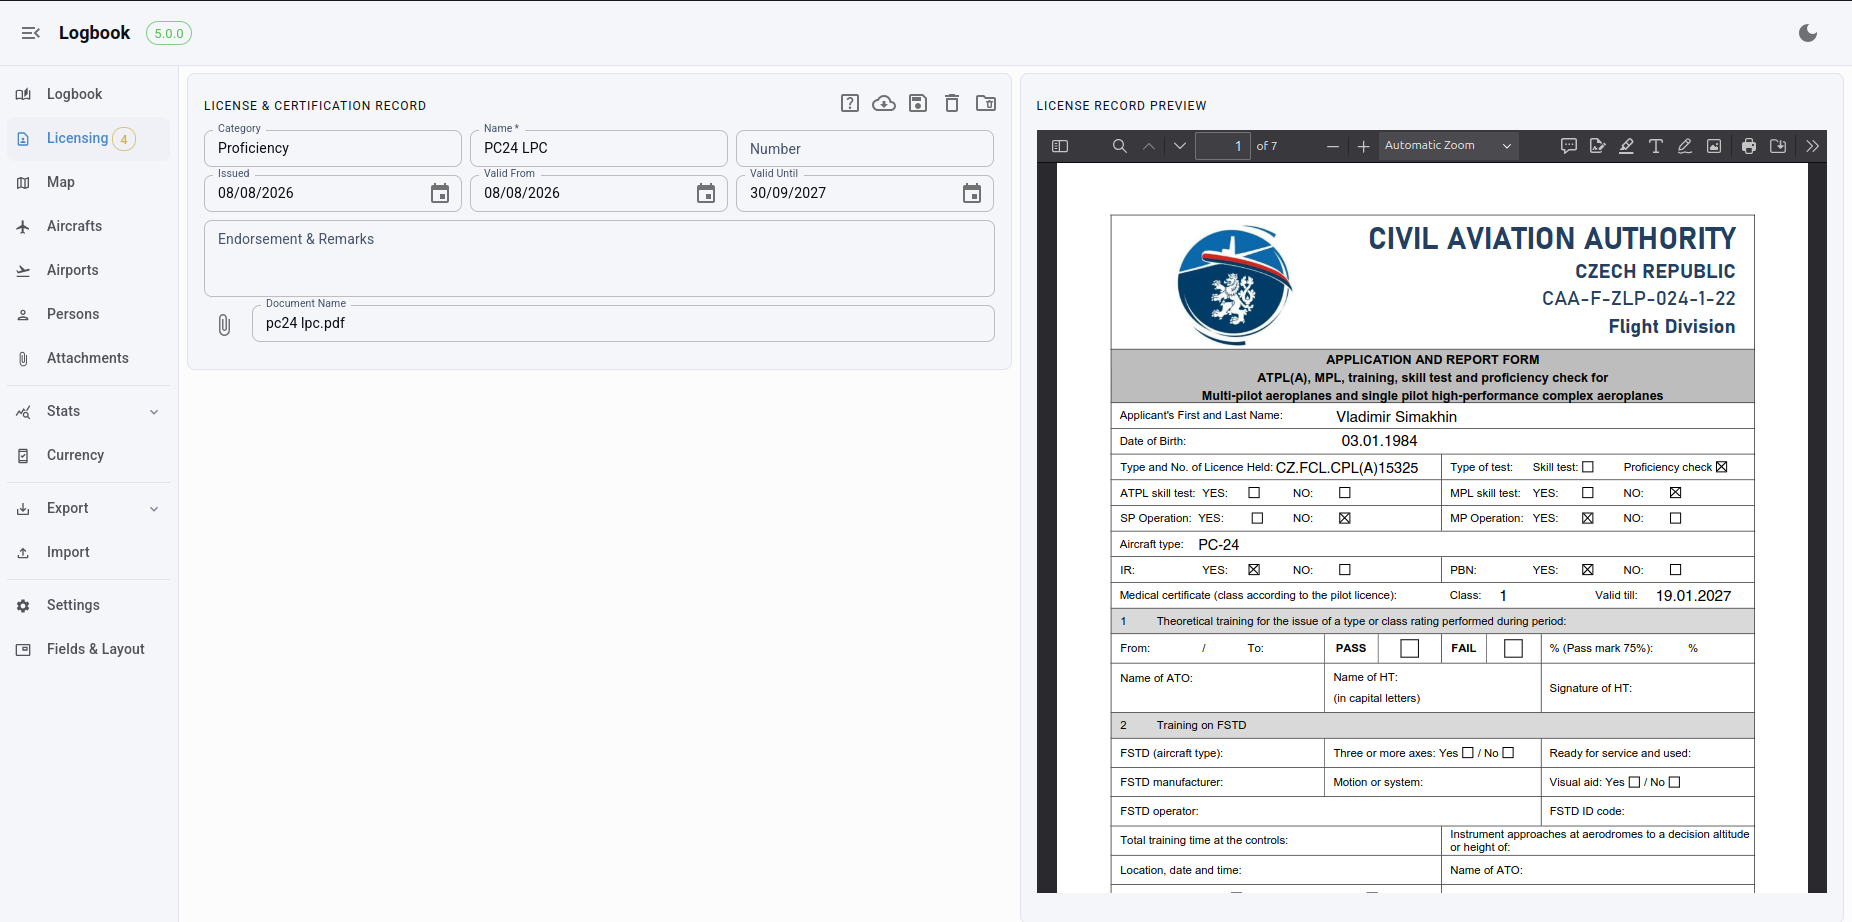 Logbook 5.0.0
Logbook
Licensing 4
Map
Aircrafts
Airports
Persons
Attachments
Stats
Currency
Export
Import
Settings
Fields & Layout
LICENSE & CERTIFICATION RECORD
Category
Proficiency
Name *
PC24 LPC
Number
Issued
08/08/2026
Valid From
08/08/2026
Valid Until
30/09/2027
Endorsement & Remarks
Document Name
pc24 lpc.pdf
LICENSE RECORD PREVIEW
1 of 7 Automatic Zoom
CIVIL AVIATION AUTHORITY
CZECH REPUBLIC
CAA-F-ZLP-024-1-22
Flight Division
APPLICATION AND REPORT FORM
ATPL(A), MPL, training, skill test and proficiency check for
Multi-pilot aeroplanes and single pilot high-performance complex aeroplanes
Applicant's First and Last Name: Vladimir Simakhin
Date of Birth: 03.01.1984
Type and No. of Licence Held: CZ.FCL.CPL(A)15325 Type of test: Skill test: ☐ Proficiency check ☒
ATPL skill test: YES: ☐ NO: ☐ MPL skill test: YES: ☐ NO: ☒
SP Operation: YES: ☐ NO: ☒ MP Operation: YES: ☒ NO: ☐
Aircraft type: PC-24
IR: YES: ☒ NO: ☐ PBN: YES: ☒ NO: ☐
Medical certificate (class according to the pilot licence): Class: 1 Valid till: 19.01.2027
1 Theoretical training for the issue of a type or class rating performed during period:
From: / To: PASS ☐ FAIL ☐ % (Pass mark 75%): %
Name of ATO: Name of HT:
(in capital letters) Signature of HT:
2 Training on FSTD
FSTD (aircraft type): Three or more axes: Yes ☐ / No ☐ Ready for service and used:
FSTD manufacturer: Motion or system: Visual aid: Yes ☐ / No ☐
FSTD operator: FSTD ID code:
Total training time at the controls: Instrument approaches at aerodromes to a decision altitude
or height of:
Location, date and time: Name of ATO: